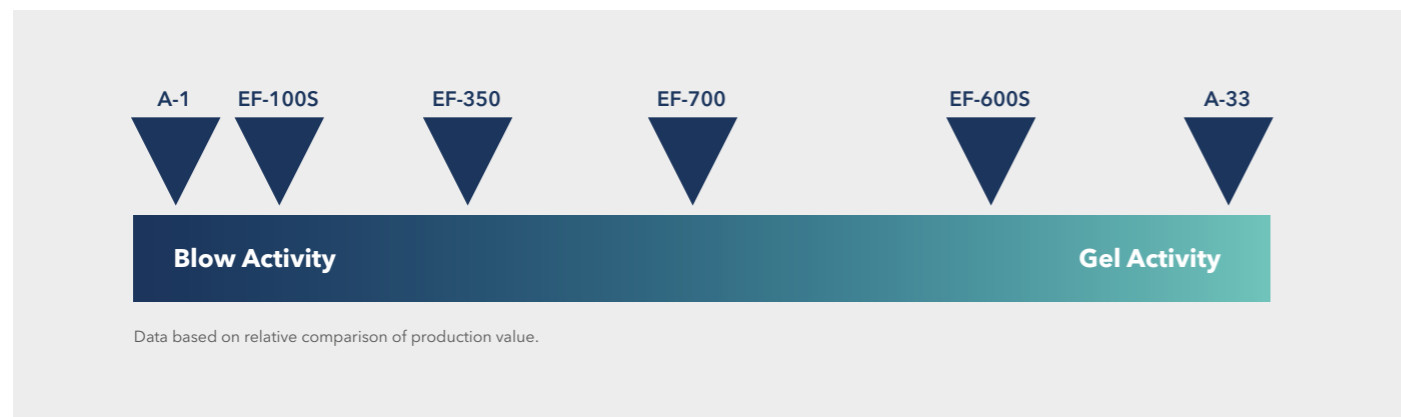 A-1 EF-100S EF-350 EF-700 EF-600S A-33
Blow Activity Gel Activity
Data based on relative comparison of production value.